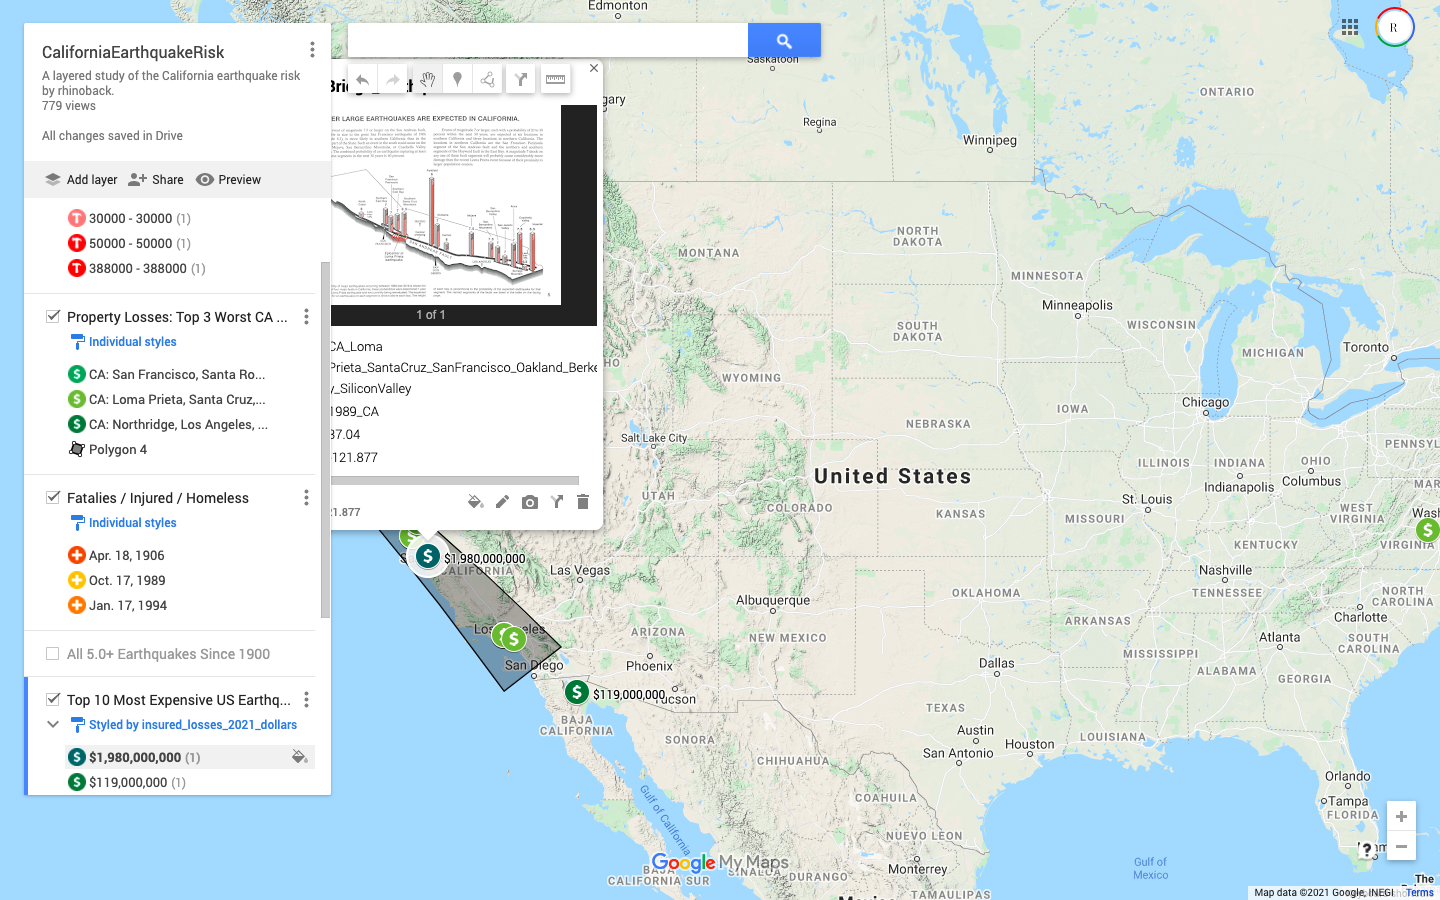 CaliforniaEarthquakeRisk
A layered study of the California earthquake risk
by rhinoback.
779 views
All changes saved in Drive
Add layer
Share
Preview
30000 - 30000 (1)
50000 - 50000 (1)
388000 - 388000 (1)
Property Losses: Top 3 Worst CA ...
Individual styles
CA: San Francisco, Santa Ro...
CA: Loma Prieta, Santa Cruz,...
CA: Northridge, Los Angeles, ...
Polygon 4
Fatalies / Injured / Homeless
Individual styles
Apr. 18, 1906
Oct. 17, 1989
Jan. 17, 1994
All 5.0+ Earthquakes Since 1900
Top 10 Most Expensive US Earthq...
Styled by insured_losses_2021_dollars
$1,980,000,000 (1)
$119,000,000 (1)
ER LARGE EARTHQUAKES ARE EXPECTED IN CALIFORNIA.
1 of 1
CA_Loma
Prieta_SantaCruz_SanFrancisco_Oakland_Berke
y_SiliconValley
1989_CA
37.04
121.877
21.877
R
Edmonton
Saskatoon
gary
Regina
Winnipeg
ONTARIO
MONTANA
NORTH
DAKOTA
MINNESOTA
Minneapolis
SOUTH
DAKOTA
WISCONSIN
MICHIGAN
Toronto
HO
WYOMING
Chicago
IOWA
NEBRASKA
Salt Lake City
PENNSYL
United States
ILLINOIS
INDIANA
OHIO
Indianapolis
Columbus
UTAH
COLORADO
KANSAS
St. Louis
MISSOURI
WEST
VIRGINIA
Was
KENTUCKY
VIRGINIA
$1,980,000,000
CALIFORNIA
Las Vegas
Nashville
TENNESSEE
NORTH
CAROLINA
Charlotte
Albuquerque
OKLAHOMA
ARKANSAS
Los Angeles
ARIZONA
NEW MEXICO
Atlanta
SOUTH
CAROLINA
MISSISSIPPI
San Diego
Phoenix
Dallas
ALABAMA
GEORGIA
$119,000,000
Tucson
TEXAS
BAJA
CALIFORNIA
SONORA
Austin
San Antonio
Houston
LOUISIANA
CHIHUAHUA
Orlando
Tampa
FLORIDA
COAHUILA
Gulf of California
NUEVO LEON
Google My Maps
BAJA
CALIFORNIA SUR
SINALOA
DURANGO
Monterrey
Gulf of
Mexico
TAMAULIPAS
The
Map data ©2021 Google, INEGI
Terms